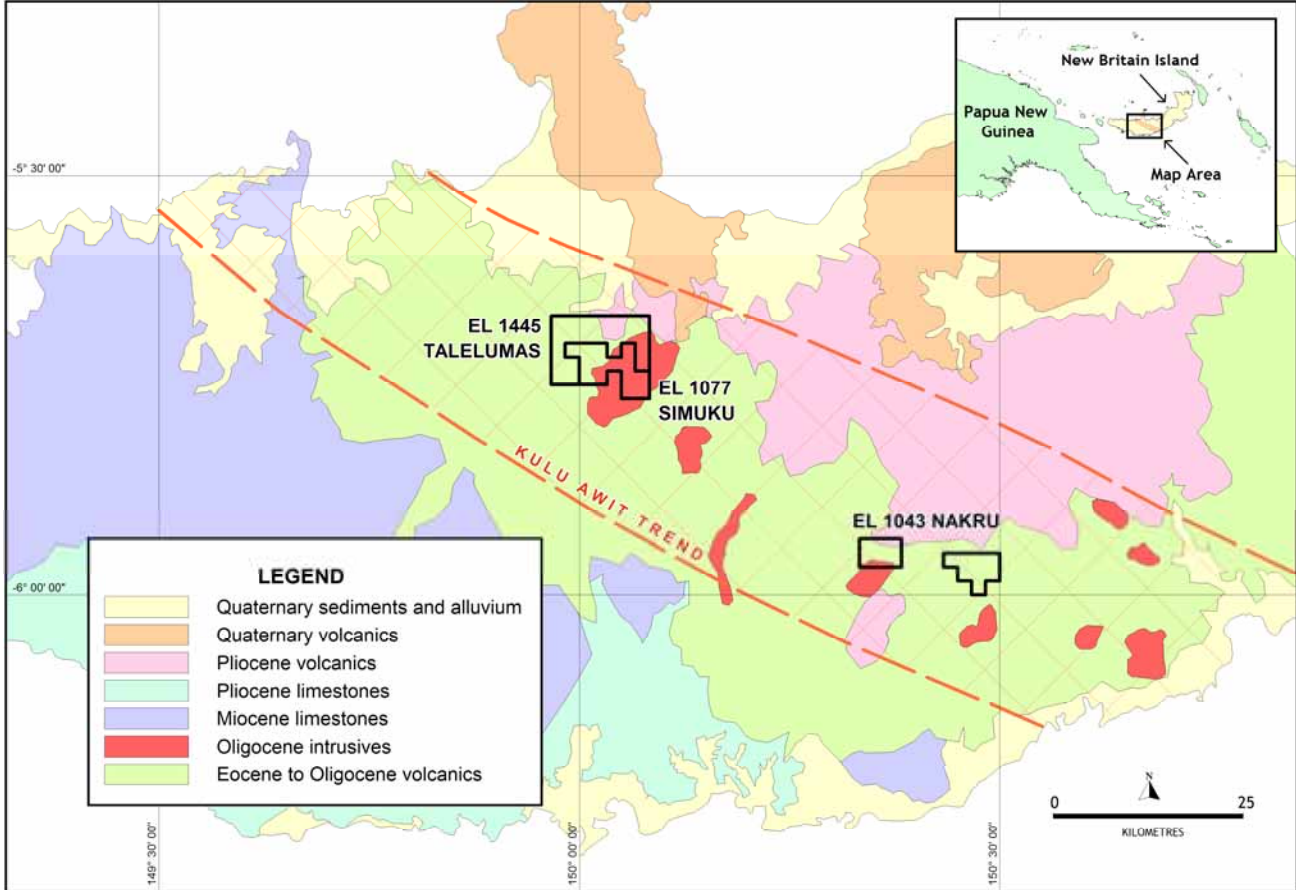 New Britain Island
Papua New
Guinea
Map Area
-5° 30' 00"
EL 1445
TALELUMAS
EL 1077
SIMUKU
KULU AWIT TREND
EL 1043 NAKRU
-6° 00' 00"
LEGEND
Quaternary sediments and alluvium
Quaternary volcanics
Pliocene volcanics
Pliocene limestones
Miocene limestones
Oligocene intrusives
Eocene to Oligocene volcanics
N
0 25
KILOMETRES
149° 30' 00"
150° 00' 00"
150° 30' 00"